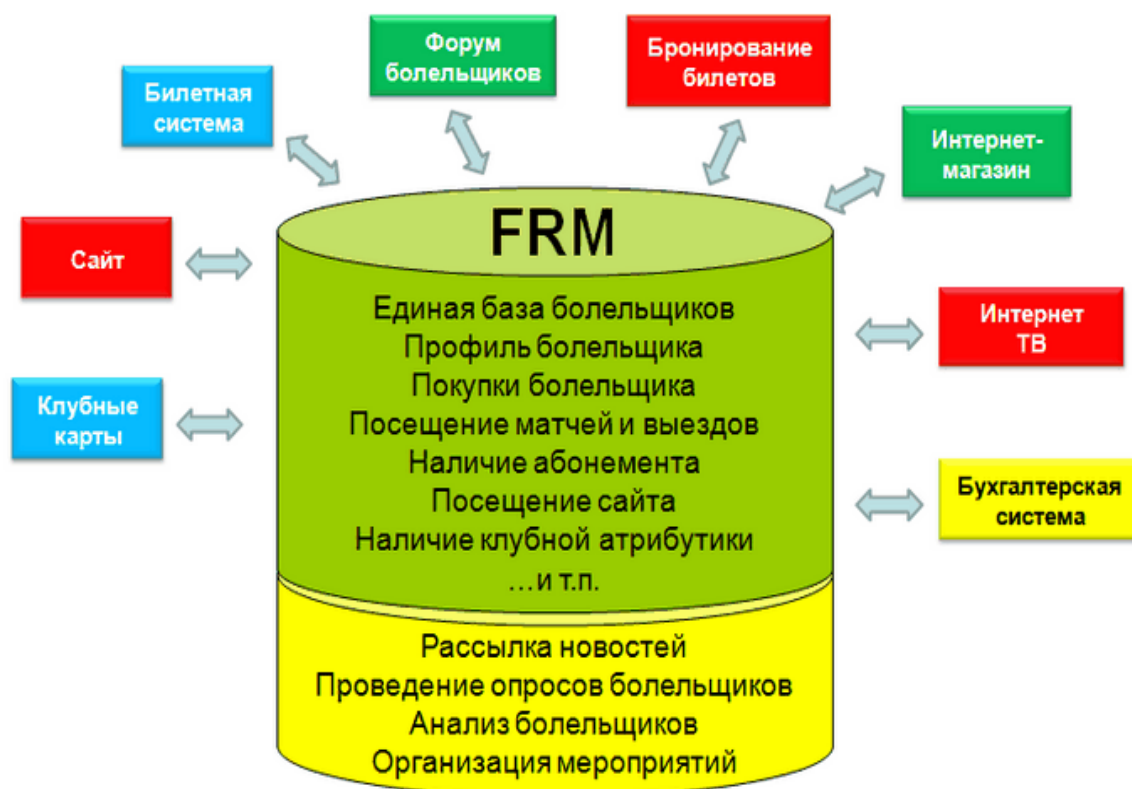 Форум
болельщиков
Бронирование
билетов
Билетная
система
Интернет-
магазин
Сайт
Клубные
карты
FRM
Единая база болельщиков
Профиль болельщика
Покупки болельщика
Посещение матчей и выездов
Наличие абонемента
Посещение сайта
Наличие клубной атрибутики
...и т.п.
Рассылка новостей
Проведение опросов болельщиков
Анализ болельщиков
Организация мероприятий
Интернет
ТВ
Бухгалтерская
система